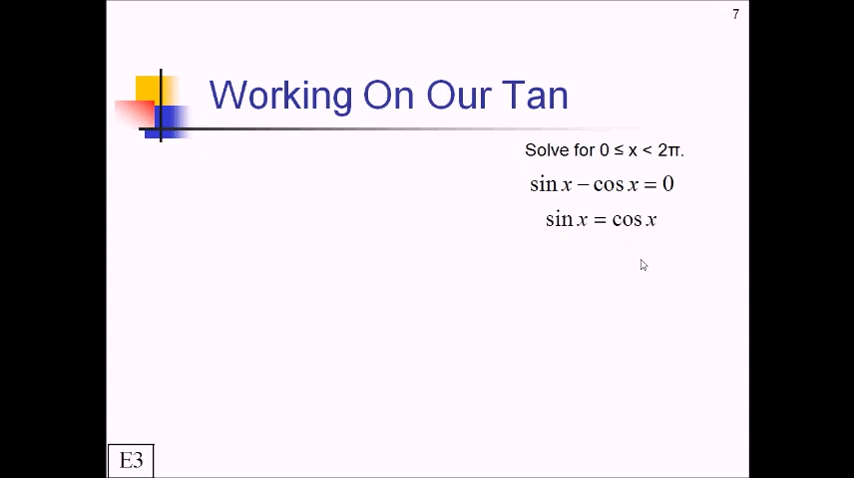 7
Working On Our Tan
Solve for 0 ≤ x < 2π.
sin x − cos x = 0
sin x = cos x
E3